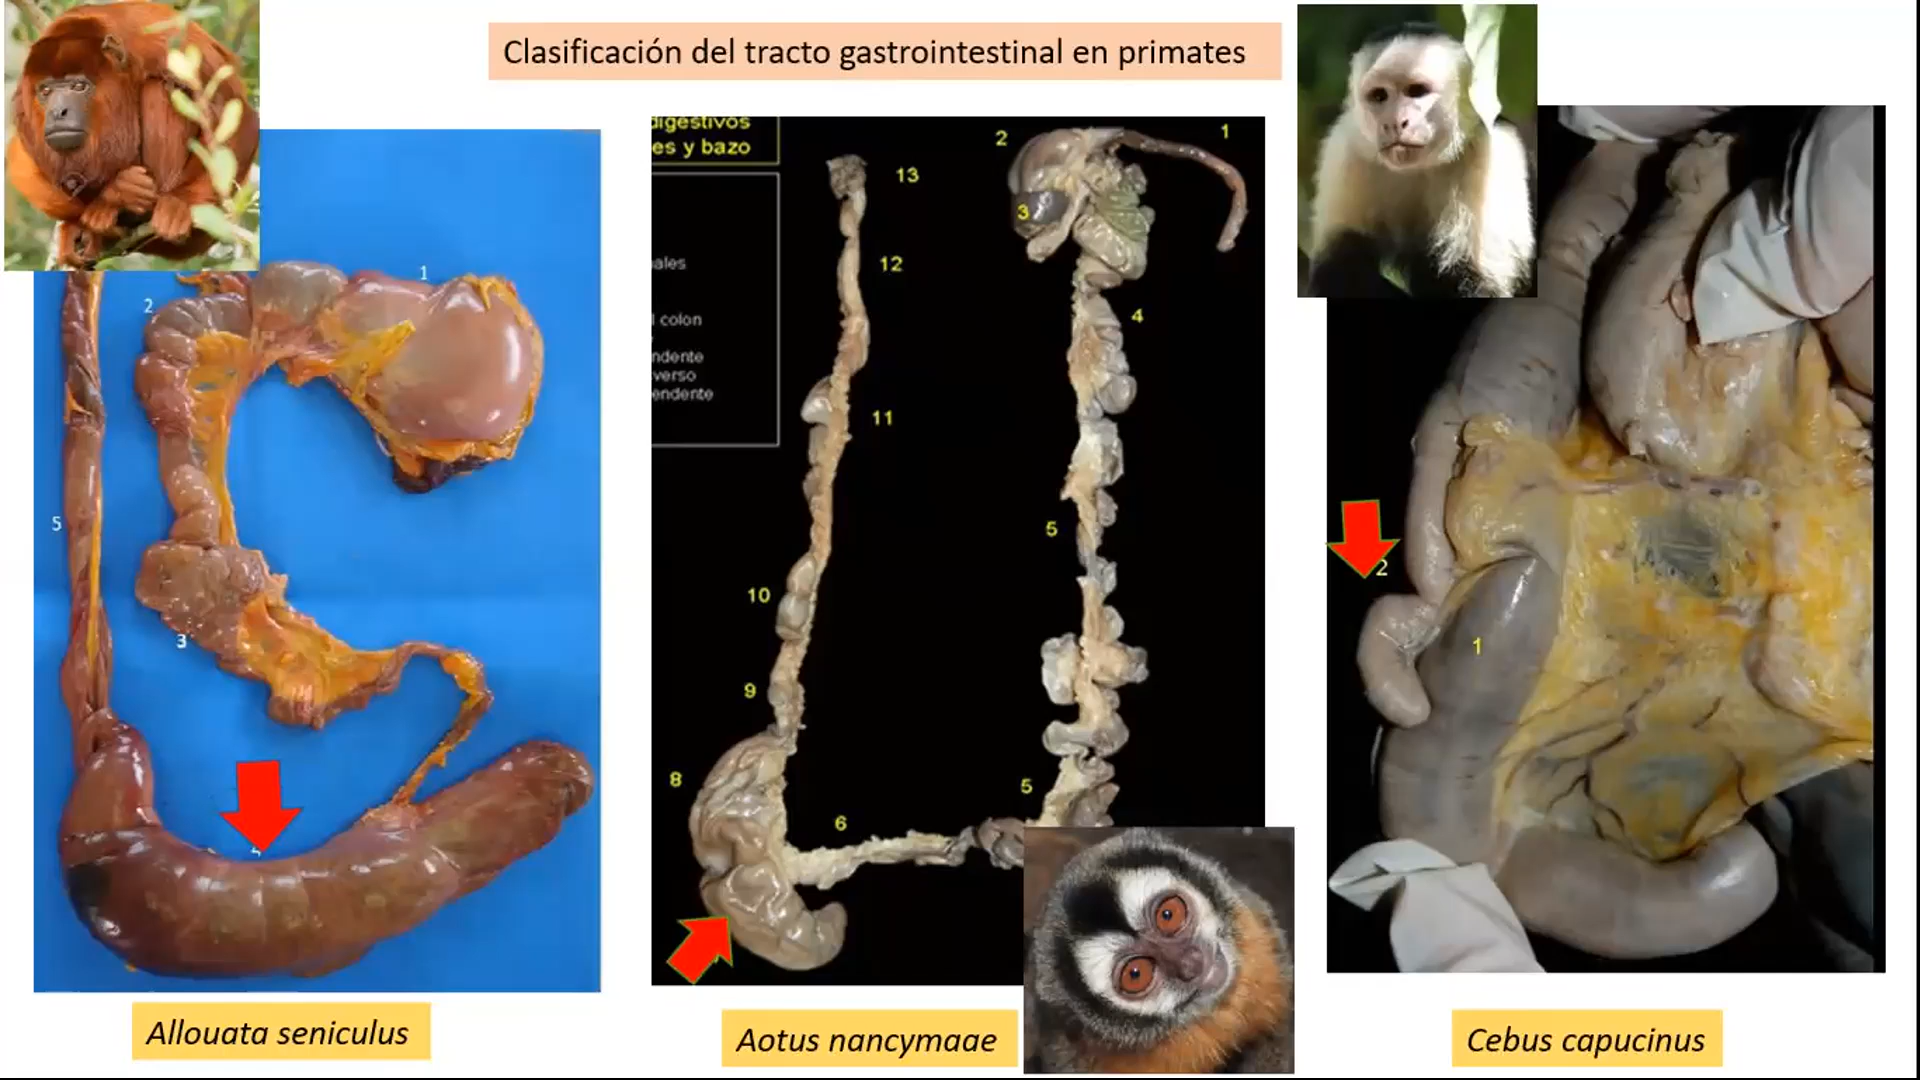 Clasificación del tracto gastrointestinal en primates
1
2
3
4
5
Allouata seniculus
digestivos
es y bazo
ales
l colon
ndente
verso
endente
1
2
3
4
5
5
6
8
9
10
11
12
13
Aotus nancymaae
1
2
Cebus capucinus